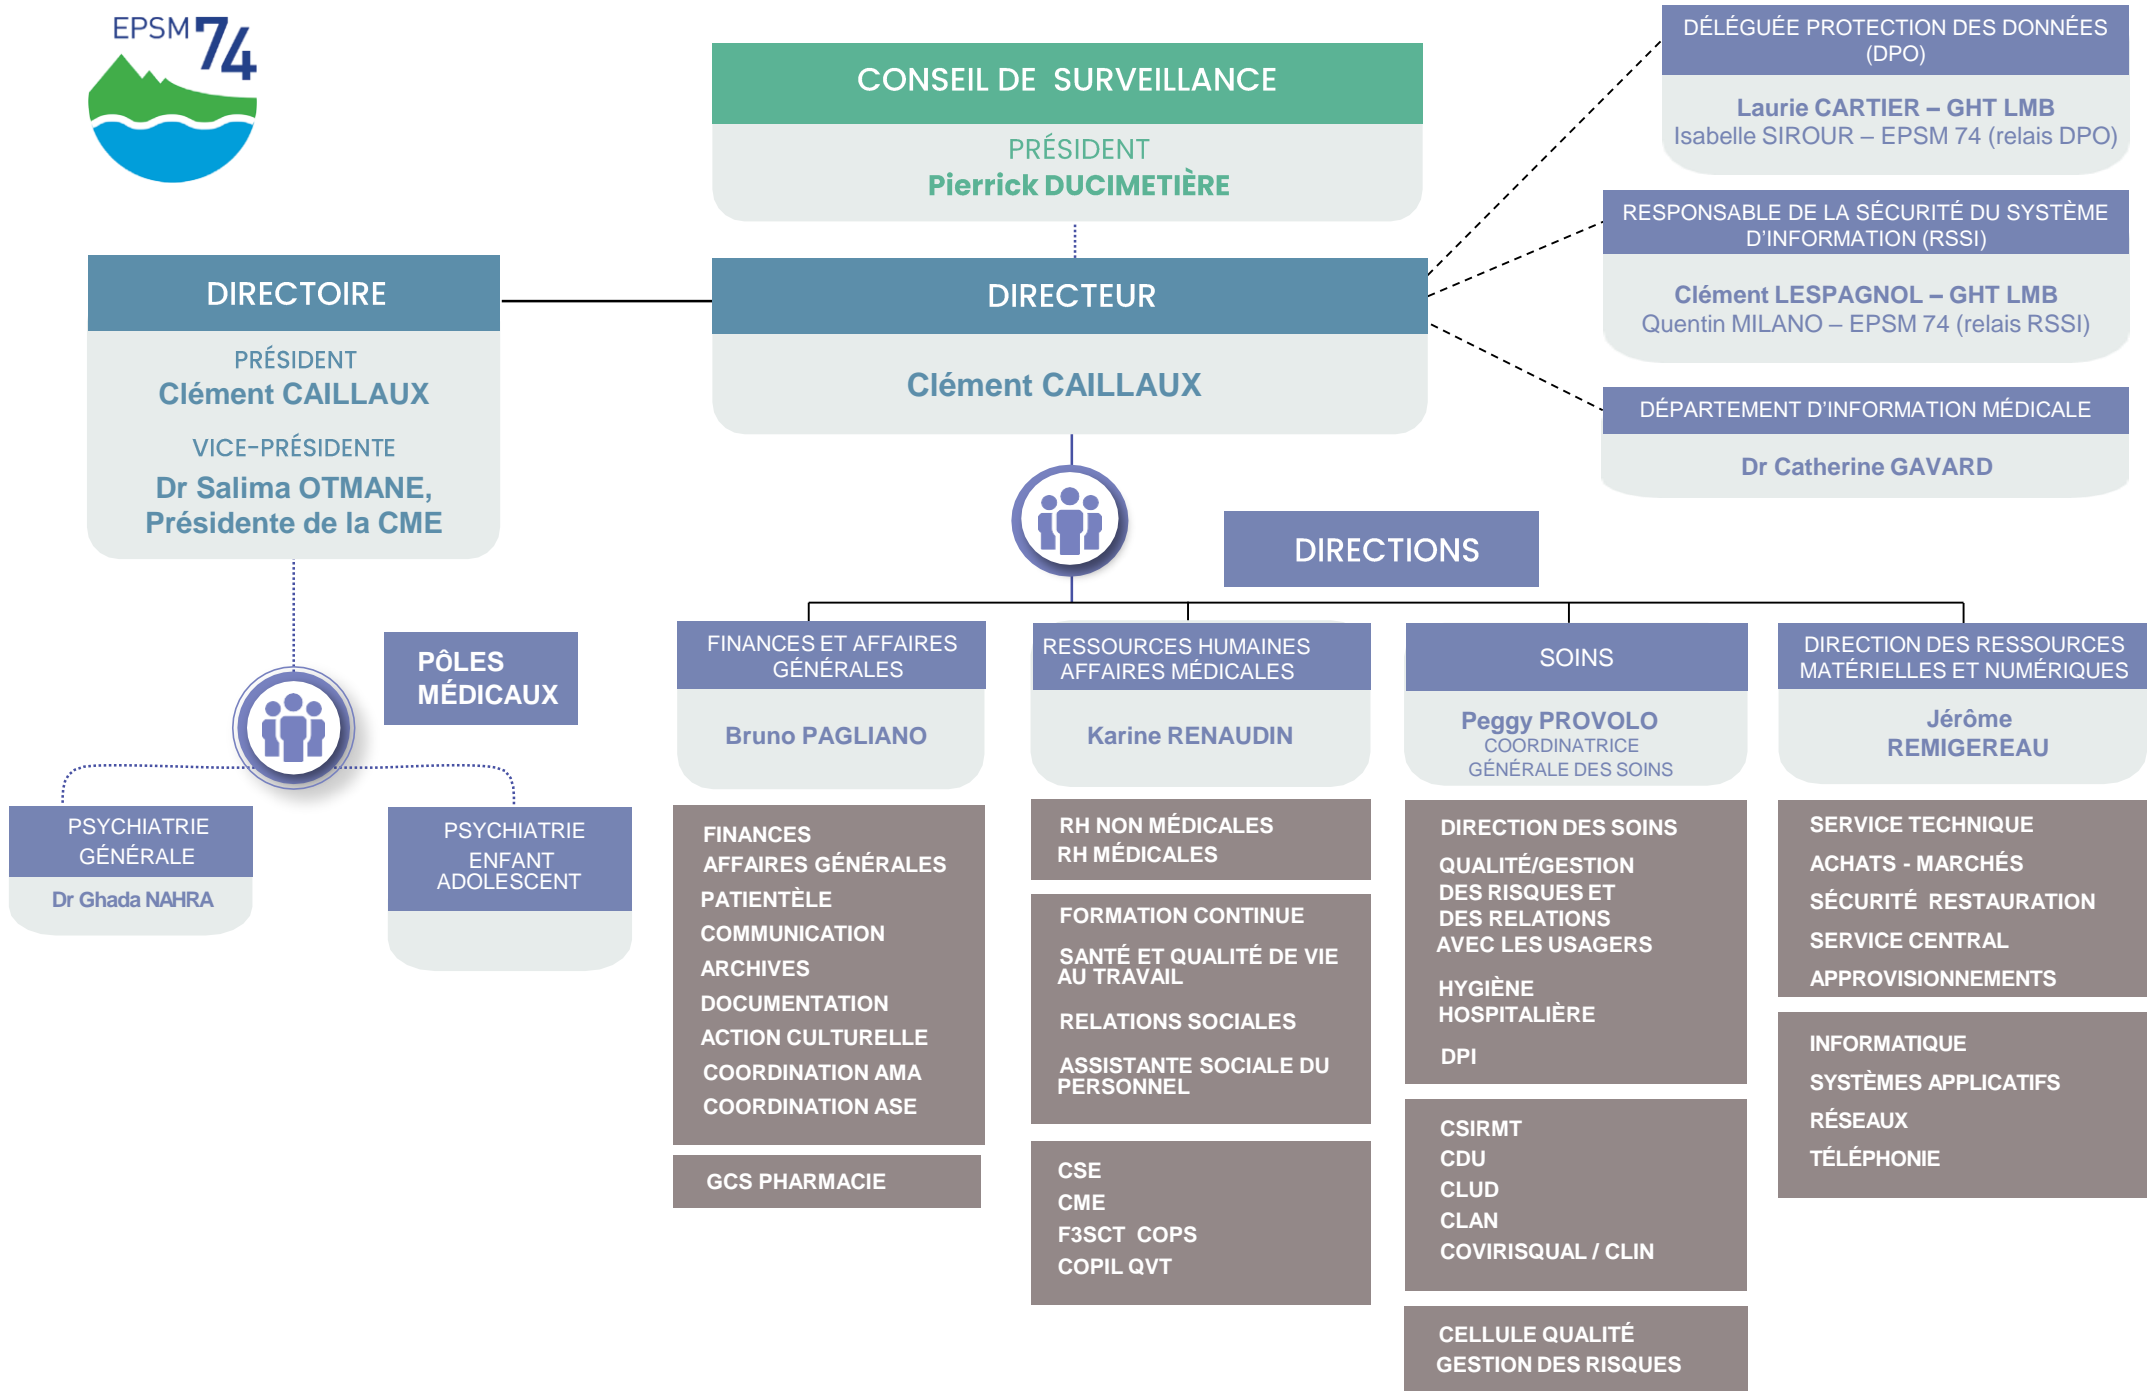 EPSM 74
CONSEIL DE SURVEILLANCE
PRÉSIDENT
Pierrick DUCIMETIÈRE
DÉLÉGUÉE PROTECTION DES DONNÉES
(DPO)
Laurie CARTIER – GHT LMB
Isabelle SIROUR – EPSM 74 (relais DPO)
RESPONSABLE DE LA SÉCURITÉ DU SYSTÈME
D’INFORMATION (RSSI)
Clément LESPAGNOL – GHT LMB
Quentin MILANO – EPSM 74 (relais RSSI)
DÉPARTEMENT D’INFORMATION MÉDICALE
Dr Catherine GAVARD
DIRECTOIRE
PRÉSIDENT
Clément CAILLAUX
VICE-PRÉSIDENTE
Dr Salima OTMANE,
Présidente de la CME
DIRECTEUR
Clément CAILLAUX
DIRECTIONS
PÔLES
MÉDICAUX
PSYCHIATRIE
GÉNÉRALE
Dr Ghada NAHRA
PSYCHIATRIE
ENFANT
ADOLESCENT
FINANCES ET AFFAIRES
GÉNÉRALES
Bruno PAGLIANO
FINANCES
AFFAIRES GÉNÉRALES
PATIENTÈLE
COMMUNICATION
ARCHIVES
DOCUMENTATION
ACTION CULTURELLE
COORDINATION AMA
COORDINATION ASE
GCS PHARMACIE
RESSOURCES HUMAINES
AFFAIRES MÉDICALES
Karine RENAUDIN
RH NON MÉDICALES
RH MÉDICALES
FORMATION CONTINUE
SANTÉ ET QUALITÉ DE VIE
AU TRAVAIL
RELATIONS SOCIALES
ASSISTANTE SOCIALE DU
PERSONNEL
CSE
CME
F3SCT COPS
COPIL QVT
SOINS
Peggy PROVOLO
COORDINATRICE
GÉNÉRALE DES SOINS
DIRECTION DES SOINS
QUALITÉ/GESTION
DES RISQUES ET
DES RELATIONS
AVEC LES USAGERS
HYGIÈNE
HOSPITALIÈRE
DPI
CSIRMT
CDU
CLUD
CLAN
COVIRISQUAL / CLIN
CELLULE QUALITÉ
GESTION DES RISQUES
DIRECTION DES RESSOURCES
MATÉRIELLES ET NUMÉRIQUES
Jérôme
REMIGEREAU
SERVICE TECHNIQUE
ACHATS - MARCHÉS
SÉCURITÉ RESTAURATION
SERVICE CENTRAL
APPROVISIONNEMENTS
INFORMATIQUE
SYSTÈMES APPLICATIFS
RÉSEAUX
TÉLÉPHONIE